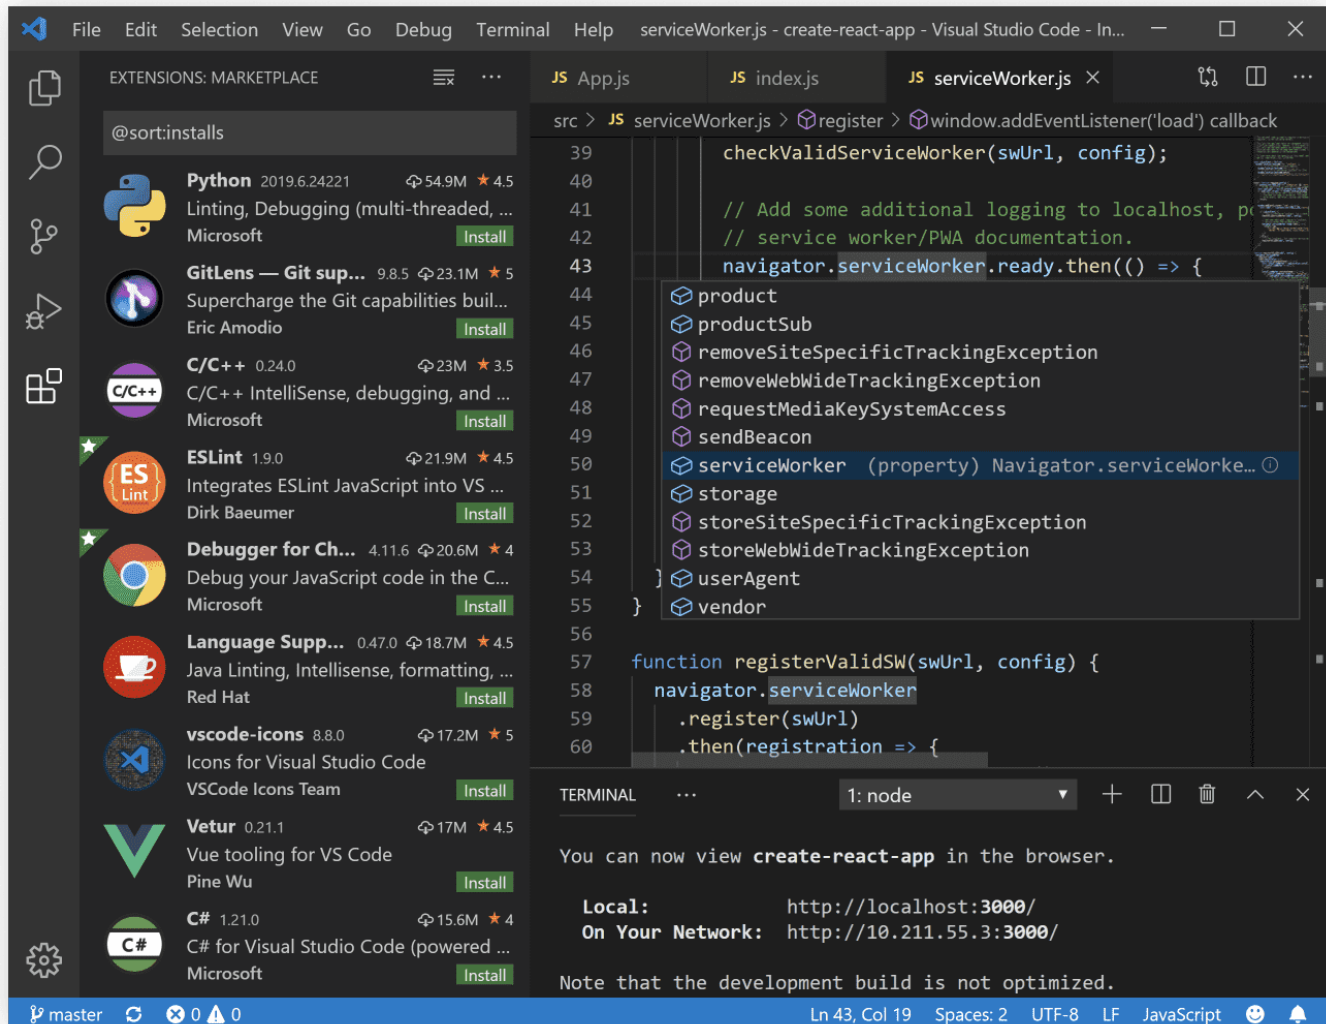 File Edit Selection View Go Debug Terminal Help serviceWorker.js - create-react-app - Visual Studio Code - In...
EXTENSIONS: MARKETPLACE
@sort:installs
Python 2019.6.24221 54.9M 4.5
Linting, Debugging (multi-threaded, ...
Microsoft Install
GitLens — Git sup... 9.8.5 23.1M 5
Supercharge the Git capabilities buil...
Eric Amodio Install
C/C++
C/C++ 0.24.0 23M 3.5
C/C++ IntelliSense, debugging, and ...
Microsoft Install
ES
Lint
ESLint 1.9.0 21.9M 4.5
Integrates ESLint JavaScript into VS ...
Dirk Baeumer Install
Debugger for Ch... 4.11.6 20.6M 4
Debug your JavaScript code in the C...
Microsoft Install
Language Supp... 0.47.0 18.7M 4.5
Java Linting, Intellisense, formatting, ...
Red Hat Install
vscode-icons 8.8.0 17.2M 5
Icons for Visual Studio Code
VSCode Icons Team Install
Vetur 0.21.1 17M 4.5
Vue tooling for VS Code
Pine Wu Install
C#
C# 1.21.0 15.6M 4
C# for Visual Studio Code (powered ...
Microsoft Install
JS App.js JS index.js JS serviceWorker.js
src > JS serviceWorker.js > register > window.addEventListener('load') callback
39 checkValidServiceWorker(swUrl, config);
40
41 // Add some additional logging to localhost, po
42 // service worker/PWA documentation.
43 navigator.serviceWorker.ready.then(() => {
44 product
45 productSub
46 removeSiteSpecificTrackingException
47 removeWebWideTrackingException
48 requestMediaKeySystemAccess
49 sendBeacon
50 serviceWorker (property) Navigator.serviceWorke...
51 storage
52 storeSiteSpecificTrackingException
53 storeWebWideTrackingException
54 } userAgent
55 } vendor
56
57 function registerValidSW(swUrl, config) {
58 navigator.serviceWorker
59 .register(swUrl)
60 .then(registration => {
TERMINAL ... 1: node
You can now view create-react-app in the browser.
Local: http://localhost:3000/
On Your Network: http://10.211.55.3:3000/
Note that the development build is not optimized.
master 0 0 Ln 43, Col 19 Spaces: 2 UTF-8 LF JavaScript